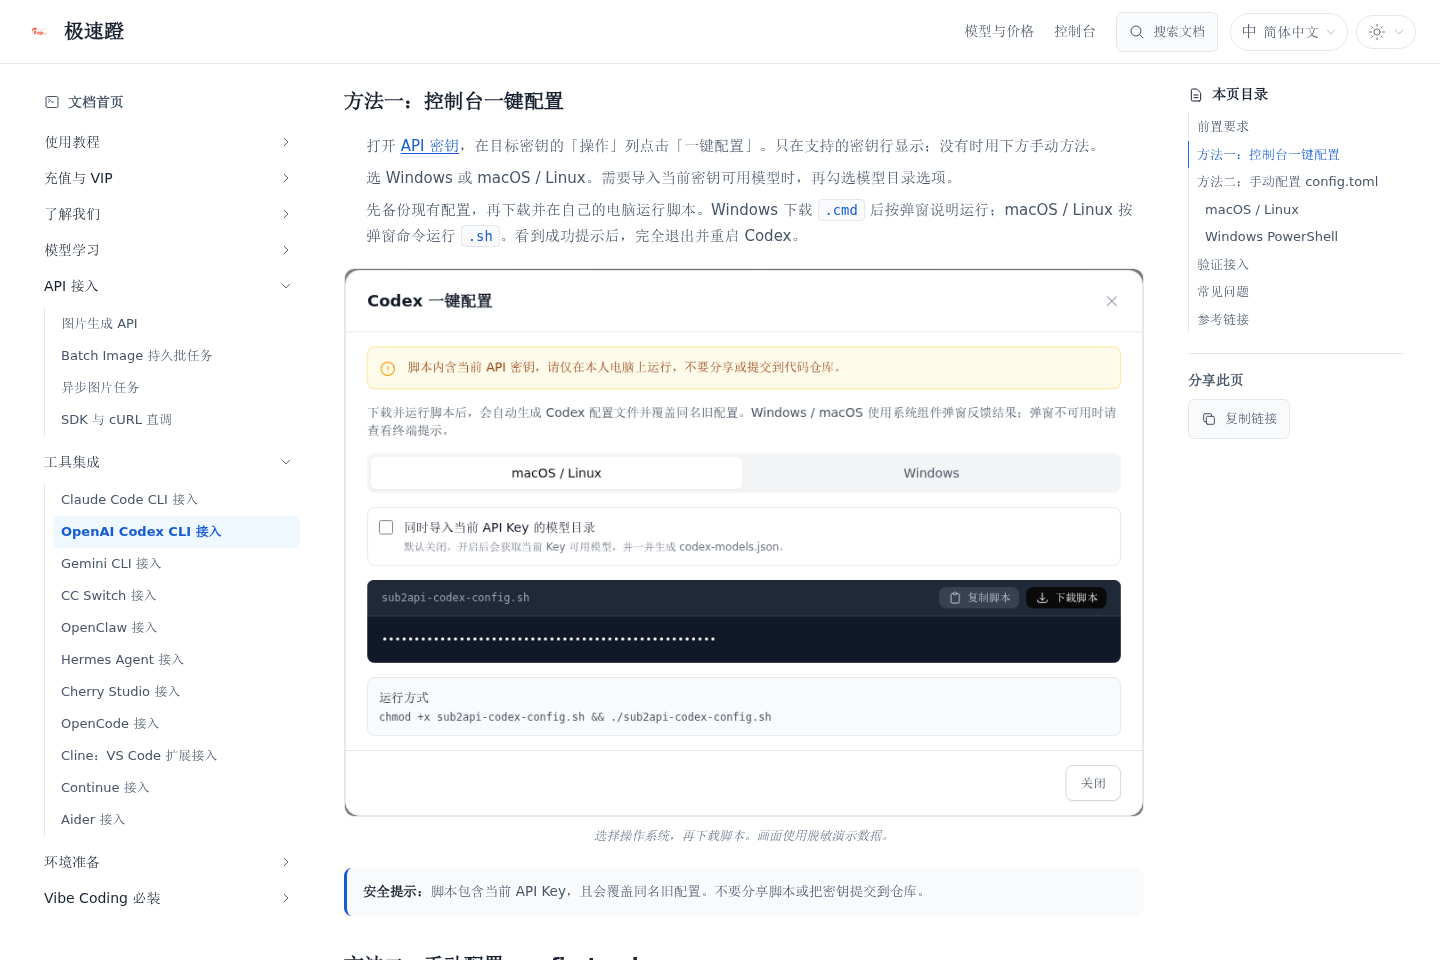 极速蹬
模型与价格
控制台
搜索文档
中 简体中文
文档首页
使用教程
充值与 VIP
了解我们
模型学习
API 接入
图片生成 API
Batch Image 持久批任务
异步图片任务
SDK 与 cURL 直调
工具集成
Claude Code CLI 接入
OpenAI Codex CLI 接入
Gemini CLI 接入
CC Switch 接入
OpenClaw 接入
Hermes Agent 接入
Cherry Studio 接入
OpenCode 接入
Cline：VS Code 扩展接入
Continue 接入
Aider 接入
环境准备
Vibe Coding 必装
方法一：控制台一键配置
打开 API 密钥，在目标密钥的「操作」列点击「一键配置」。只在支持的密钥行显示；没有时用下方手动方法。
选 Windows 或 macOS / Linux。需要导入当前密钥可用模型时，再勾选模型目录选项。
先备份现有配置，再下载并在自己的电脑运行脚本。Windows 下载 .cmd 后按弹窗说明运行；macOS / Linux 按
弹窗命令运行 .sh。看到成功提示后，完全退出并重启 Codex。
Codex 一键配置
脚本内含当前 API 密钥，请仅在本人电脑上运行，不要分享或提交到代码仓库。
下载并运行脚本后，会自动生成 Codex 配置文件并覆盖同名旧配置。Windows / macOS 使用系统组件弹窗反馈结果；弹窗不可用时请
查看终端提示。
macOS / Linux
Windows
同时导入当前 API Key 的模型目录
默认关闭。开启后会获取当前 Key 可用模型，并一并生成 codex-models.json。
sub2api-codex-config.sh
复制脚本
下载脚本
••••••••••••••••••••••••••••••••••••••••••••••••••••
运行方式
chmod +x sub2api-codex-config.sh && ./sub2api-codex-config.sh
关闭
选择操作系统，再下载脚本。画面使用脱敏演示数据。
安全提示：脚本包含当前 API Key，且会覆盖同名旧配置。不要分享脚本或把密钥提交到仓库。
方法二：手动配置 config.toml
本页目录
前置要求
方法一：控制台一键配置
方法二：手动配置 config.toml
macOS / Linux
Windows PowerShell
验证接入
常见问题
参考链接
分享此页
复制链接